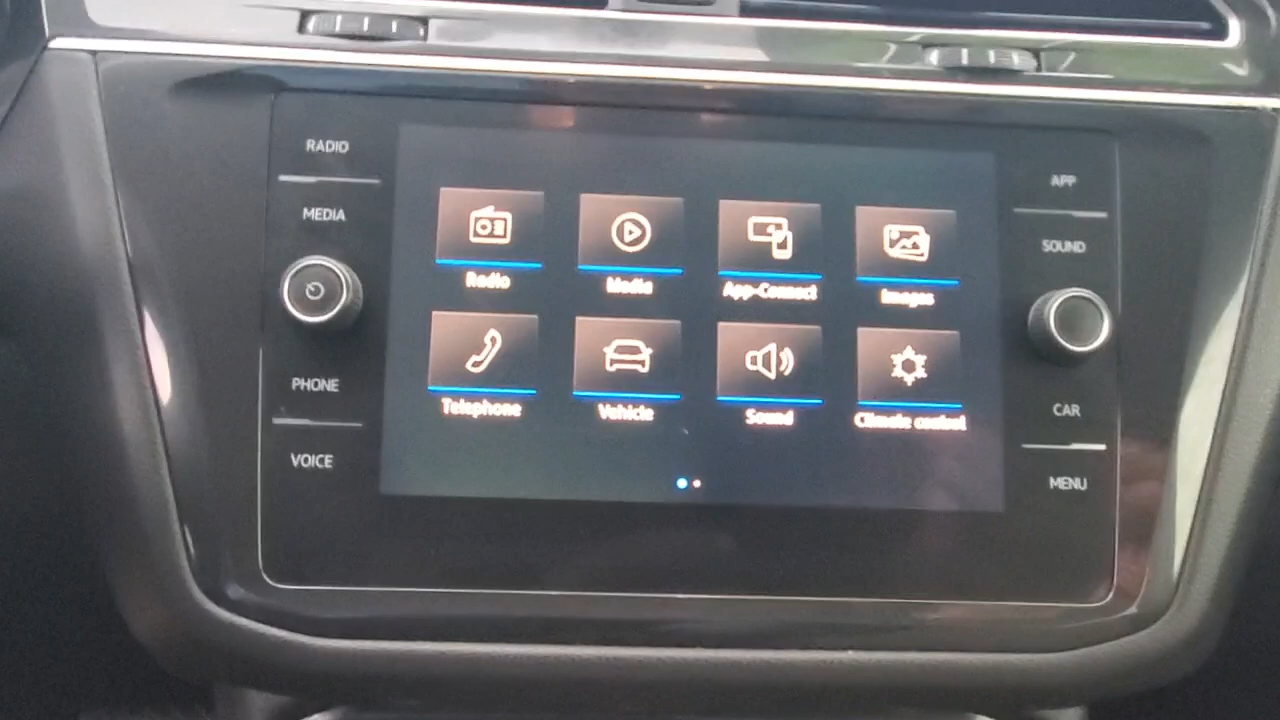 RADIO
MEDIA
PHONE
VOICE
Radio
Media
App-Connect
Images
Telephone
Vehicle
Sound
Climate control
APP
SOUND
CAR
MENU